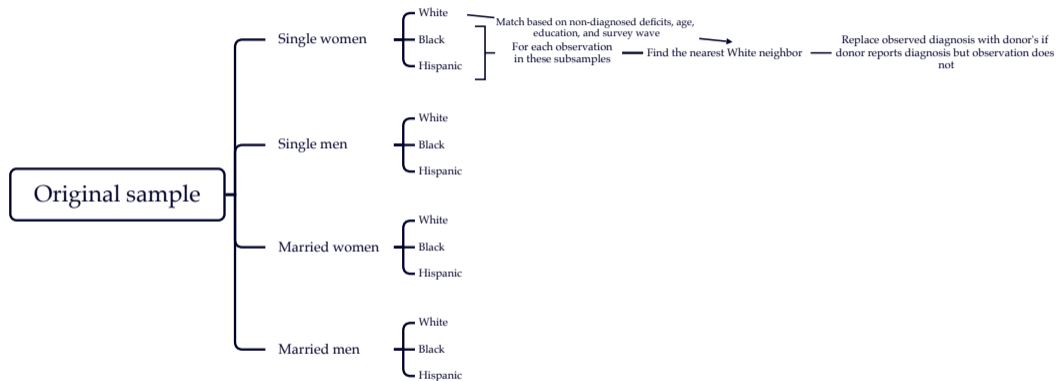 Original sample
Single women
White
Black
Hispanic
Match based on non-diagnosed deficits, age,
education, and survey wave
For each observation
in these subsamples
Find the nearest White neighbor
Replace observed diagnosis with donor's if
donor reports diagnosis but observation does
not
Single men
White
Black
Hispanic
Married women
White
Black
Hispanic
Married men
White
Black
Hispanic